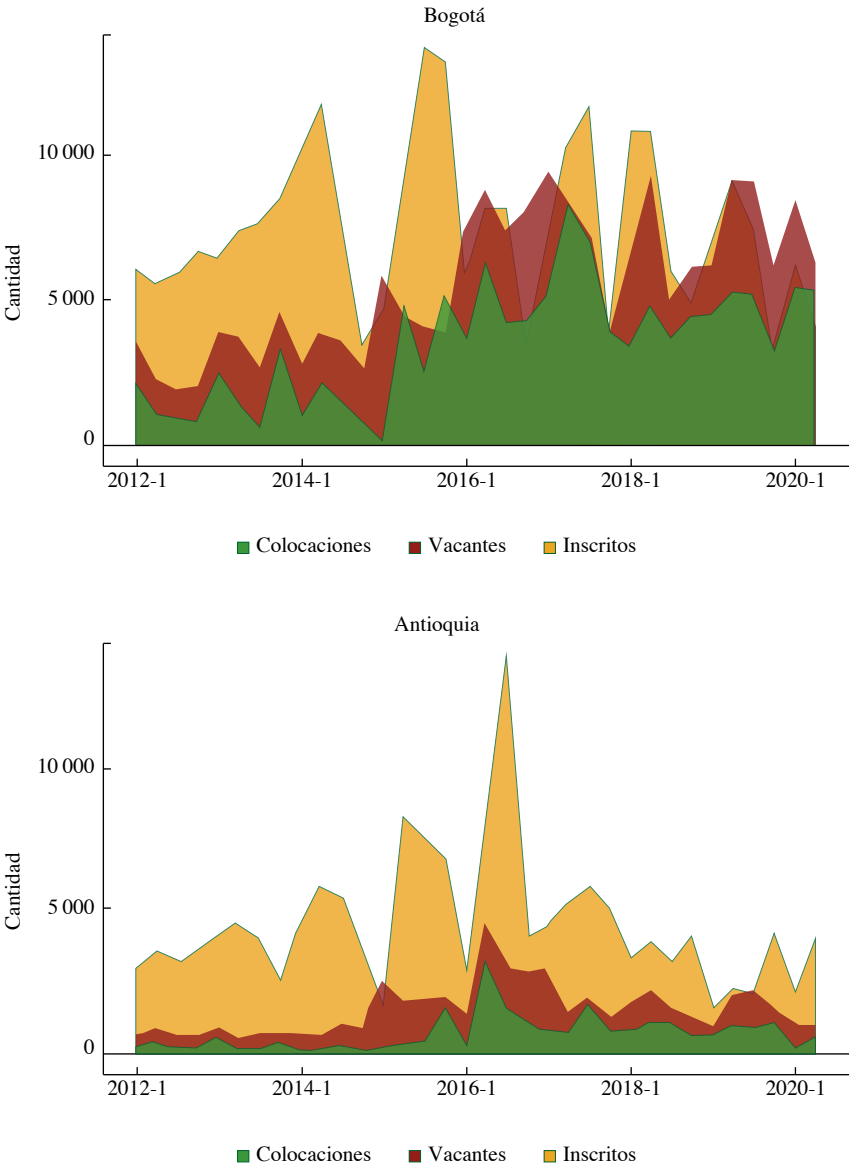 Bogotá
Cantidad
10 000
5 000
0
2012-1 2014-1 2016-1 2018-1 2020-1
Colocaciones Vacantes Inscritos
Antioquia
Cantidad
10 000
5 000
0
2012-1 2014-1 2016-1 2018-1 2020-1
Colocaciones Vacantes Inscritos